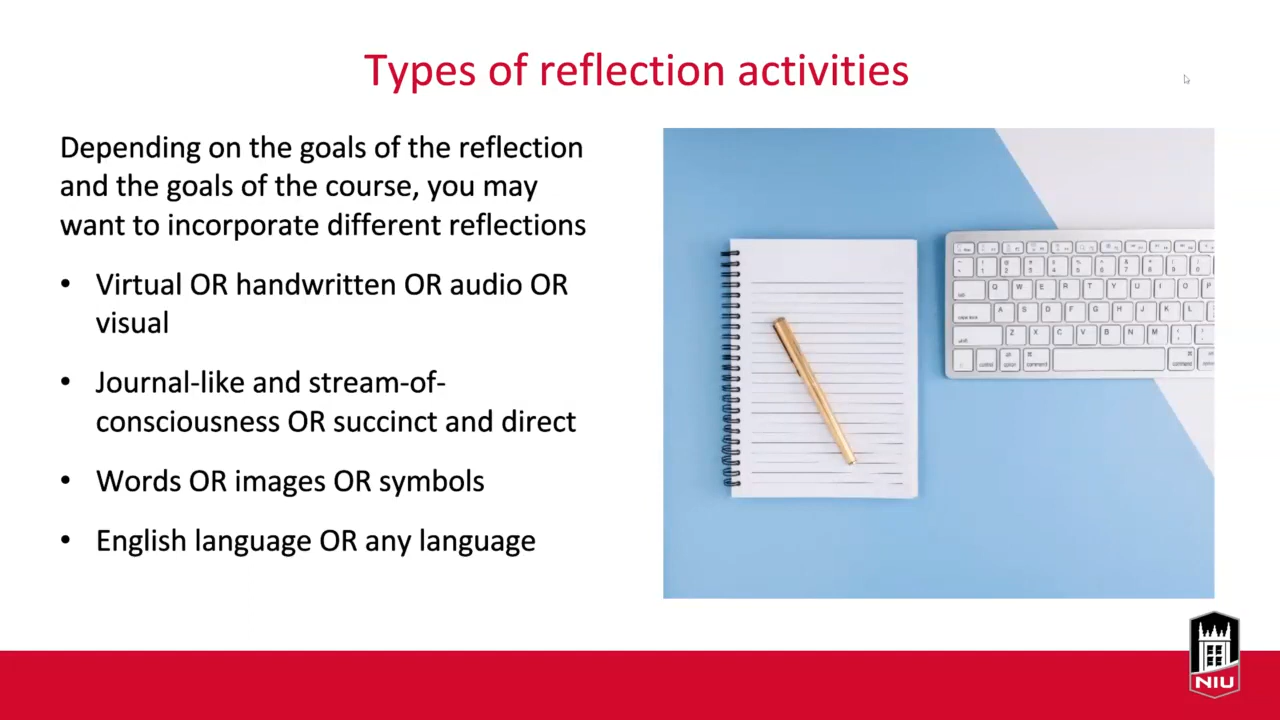 Types of reflection activities
Depending on the goals of the reflection
and the goals of the course, you may
want to incorporate different reflections
• Virtual OR handwritten OR audio OR
visual
• Journal-like and stream-of-
consciousness OR succinct and direct
• Words OR images OR symbols
• English language OR any language
Q W E R T Y U I O P
A S D F G H J K L
Z X C V B N M
NIU